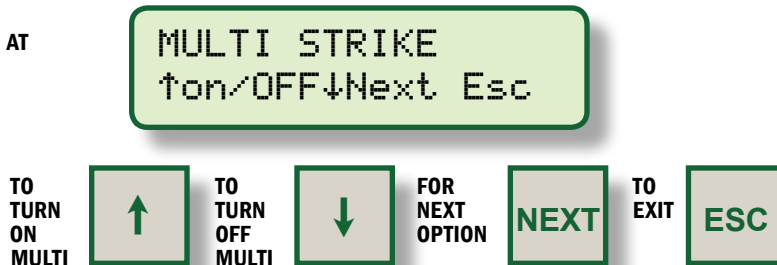 AT
MULTI STRIKE
↑on/OFF↓Next Esc
TO
TURN
ON
MULTI
↑
TO
TURN
OFF
MULTI
↓
FOR
NEXT
OPTION
NEXT
TO
EXIT
ESC